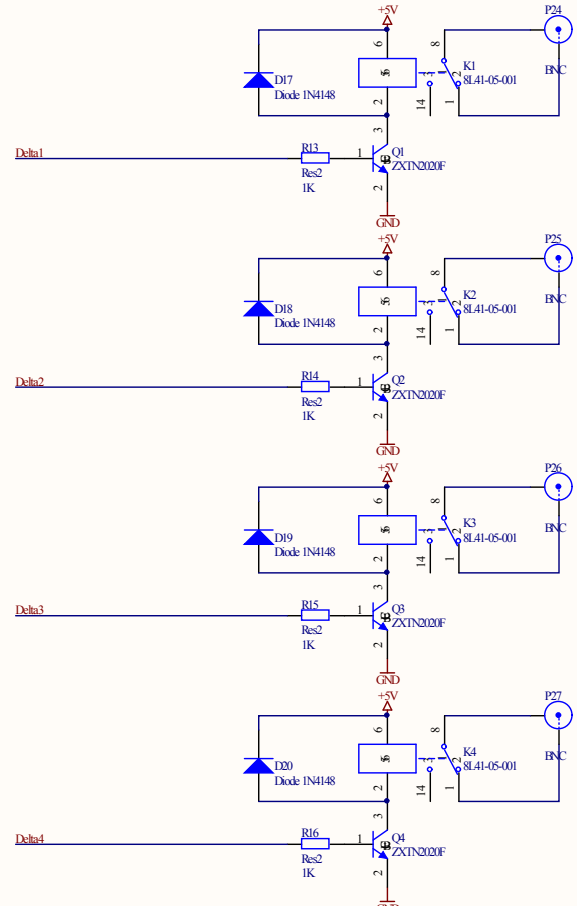 +5V
P24
6
8
K1
8L41-05-001
D17
Diode 1N4148
BNC
2
14
1
2
3
Delta1
R13
Res2
1K
1
Q1
ZXTN2020F
2
GND
+5V
P25
6
8
K2
8L41-05-001
D18
Diode 1N4148
BNC
2
14
1
2
3
Delta2
R14
Res2
1K
1
Q2
ZXTN2020F
2
GND
+5V
P26
6
8
K3
8L41-05-001
D19
Diode 1N4148
BNC
2
14
1
2
3
Delta3
R15
Res2
1K
1
Q3
ZXTN2020F
2
GND
+5V
P27
6
8
K4
8L41-05-001
D20
Diode 1N4148
BNC
2
14
1
2
3
Delta4
R16
Res2
1K
1
Q4
ZXTN2020F
2
GND